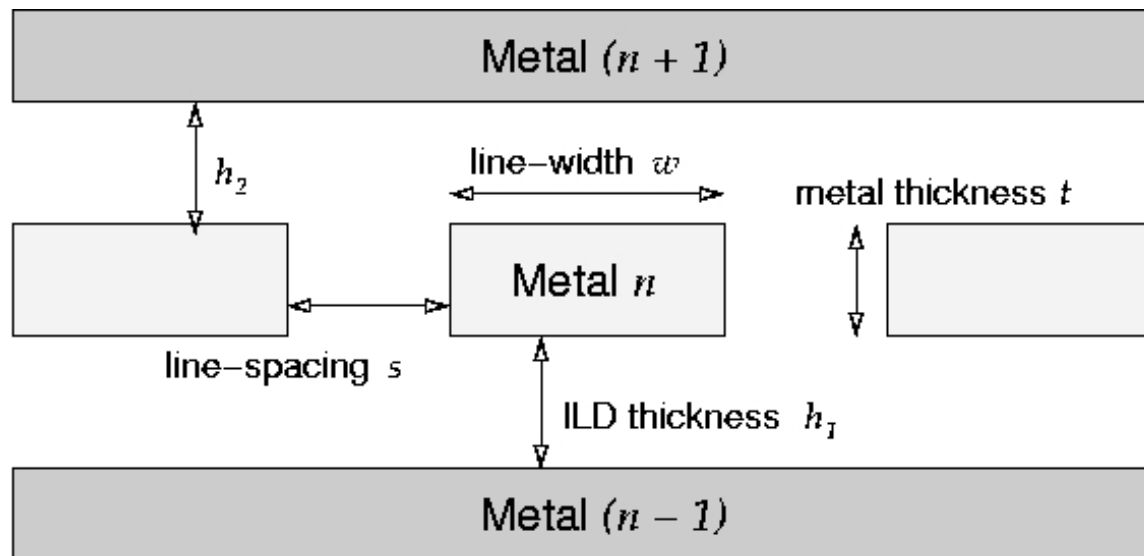 Metal (n + 1)
h₂
line–width w
metal thickness t
Metal n
line–spacing s
ILD thickness h₁
Metal (n – 1)